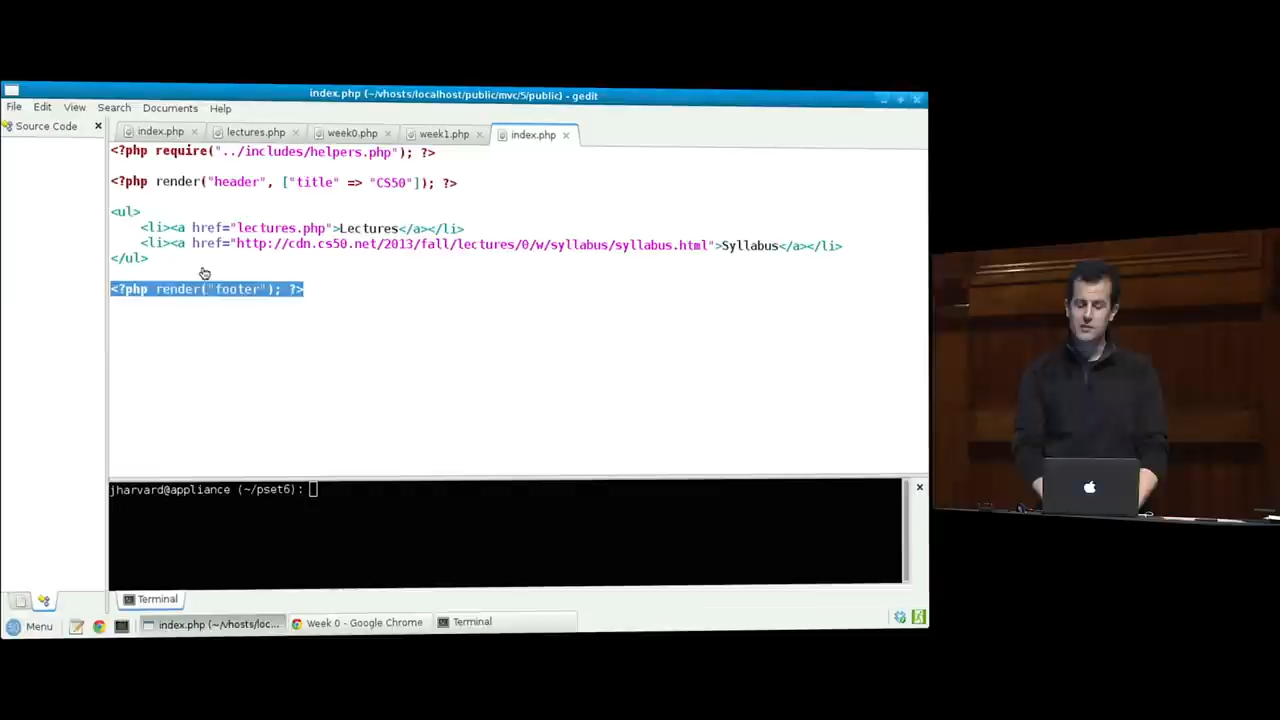 index.php (~/vhosts/localhost/public/mvc/5/public) - gedit
File Edit View Search Documents Help
Source Code
index.php lectures.php week0.php week1.php index.php
<?php require("../includes/helpers.php"); ?>
<?php render("header", ["title" => "CS50"]); ?>
<ul>
<li><a href="lectures.php">Lectures</a></li>
<li><a href="http://cdn.cs50.net/2013/fall/lectures/0/w/syllabus/syllabus.html">Syllabus</a></li>
</ul>
<?php render("footer"); ?>
jharvard@appliance (~/pset6):
Terminal
Menu index.php (~/vhosts/loc... Week 0 - Google Chrome Terminal